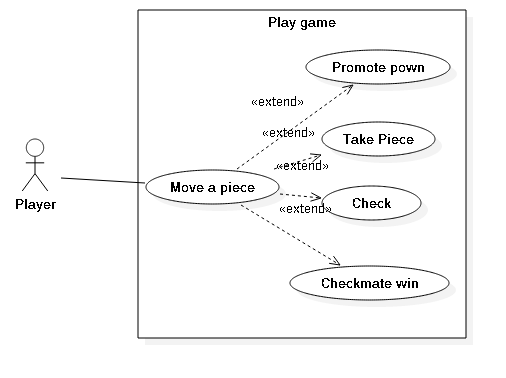 Play game
Promote pown
«extend»
«extend»
Take Piece
«extend»
Move a piece
Check
«extend»
Player
Checkmate win